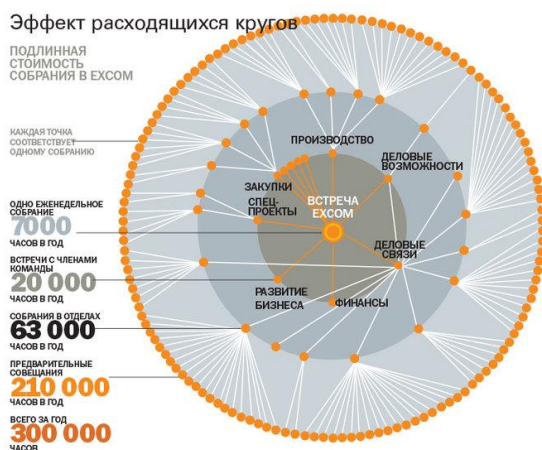 Эффект расходящихся кругов
ПОДЛИННАЯ
СТОИМОСТЬ
СОБРАНИЯ В EXCOM
КАЖДАЯ ТОЧКА
СООТВЕТСТВУЕТ
ОДНОМУ СОБРАНИЮ
ОДНО ЕЖЕНЕДЕЛЬНОЕ
СОБРАНИЕ
7000
ЧАСОВ В ГОД
ВСТРЕЧИ С ЧЛЕНАМИ
КОМАНДЫ
20 000
ЧАСОВ В ГОД
СОБРАНИЯ В ОТДЕЛАХ
63 000
ЧАСОВ В ГОД
ПРЕДВАРИТЕЛЬНЫЕ
СОВЕЩАНИЯ
210 000
ЧАСОВ В ГОД
ВСЕГО ЗА ГОД
300 000
ЧАСОВ
ПРОИЗВОДСТВО
ДЕЛОВЫЕ
ВОЗМОЖНОСТИ
ЗАКУПКИ
СПЕЦ-
ПРОЕКТЫ
ВСТРЕЧА
EXCOM
ДЕЛОВЫЕ
СВЯЗИ
РАЗВИТИЕ
БИЗНЕСА
ФИНАНСЫ